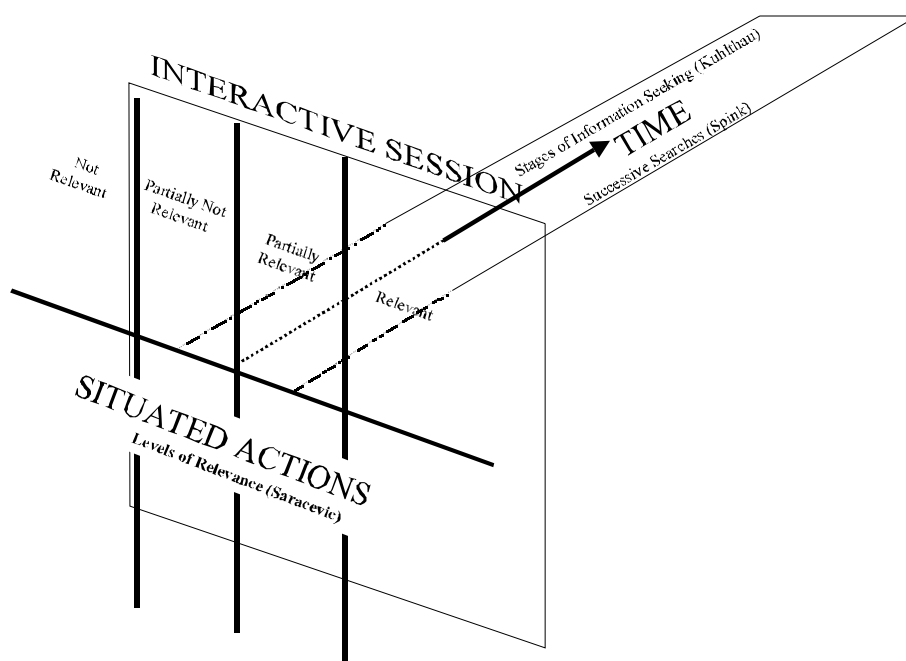 INTERACTIVE SESSION
Stages of Information Seeking (Kuhlthau)
TIME
Successive Searches (Spink)
Not
Relevant
Partially Not
Relevant
Partially
Relevant
Relevant
SITUATED ACTIONS
Levels of Relevance (Saracevic)